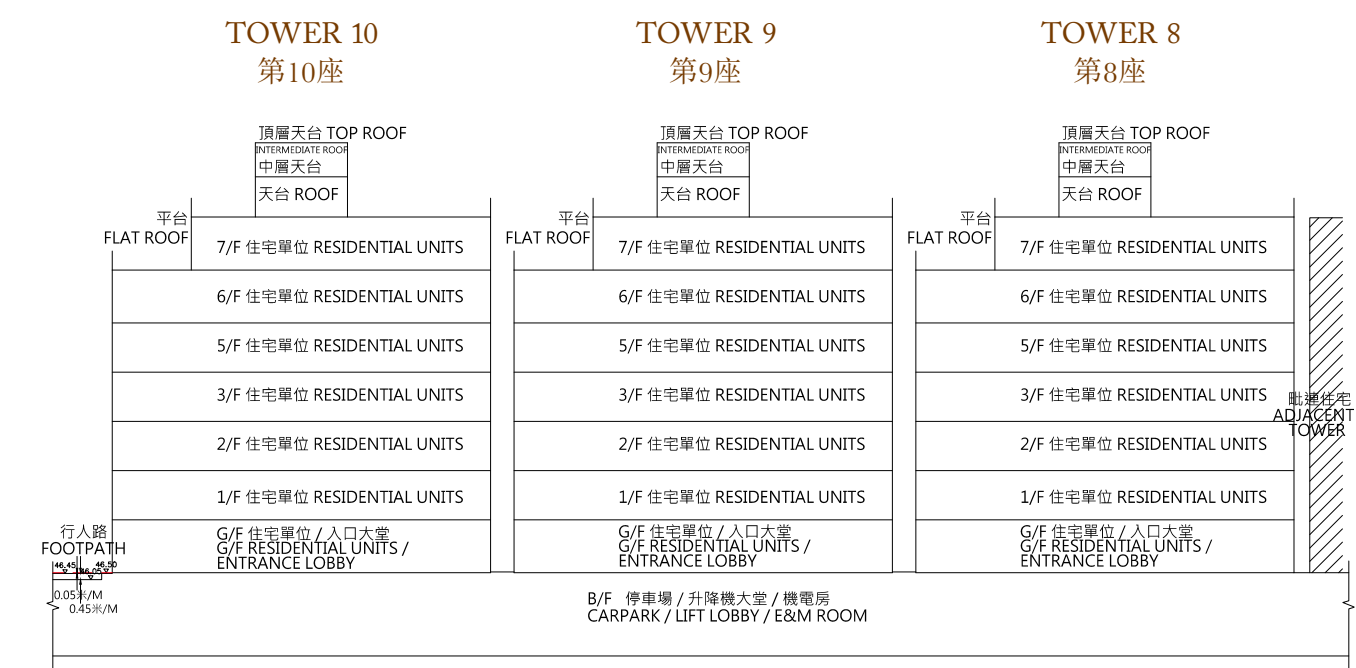 TOWER 10
第10座
TOWER 9
第9座
TOWER 8
第8座
頂層天台 TOP ROOF
INTERMEDIATE ROOF
中層天台
天台 ROOF
平台
FLAT ROOF
7/F 住宅單位 RESIDENTIAL UNITS
6/F 住宅單位 RESIDENTIAL UNITS
5/F 住宅單位 RESIDENTIAL UNITS
3/F 住宅單位 RESIDENTIAL UNITS
2/F 住宅單位 RESIDENTIAL UNITS
1/F 住宅單位 RESIDENTIAL UNITS
G/F 住宅單位 / 入口大堂
G/F RESIDENTIAL UNITS /
ENTRANCE LOBBY
頂層天台 TOP ROOF
INTERMEDIATE ROOF
中層天台
天台 ROOF
平台
FLAT ROOF
7/F 住宅單位 RESIDENTIAL UNITS
6/F 住宅單位 RESIDENTIAL UNITS
5/F 住宅單位 RESIDENTIAL UNITS
3/F 住宅單位 RESIDENTIAL UNITS
2/F 住宅單位 RESIDENTIAL UNITS
1/F 住宅單位 RESIDENTIAL UNITS
G/F 住宅單位 / 入口大堂
G/F RESIDENTIAL UNITS /
ENTRANCE LOBBY
頂層天台 TOP ROOF
INTERMEDIATE ROOF
中層天台
天台 ROOF
平台
FLAT ROOF
7/F 住宅單位 RESIDENTIAL UNITS
6/F 住宅單位 RESIDENTIAL UNITS
5/F 住宅單位 RESIDENTIAL UNITS
3/F 住宅單位 RESIDENTIAL UNITS
2/F 住宅單位 RESIDENTIAL UNITS
1/F 住宅單位 RESIDENTIAL UNITS
G/F 住宅單位 / 入口大堂
G/F RESIDENTIAL UNITS /
ENTRANCE LOBBY
毗連住宅
ADJACENT
TOWER
行人路
FOOTPATH
46.45
46.05
46.50
0.05米/M
0.45米/M
B/F 停車場 / 升降機大堂 / 機電房
CARPARK / LIFT LOBBY / E&M ROOM